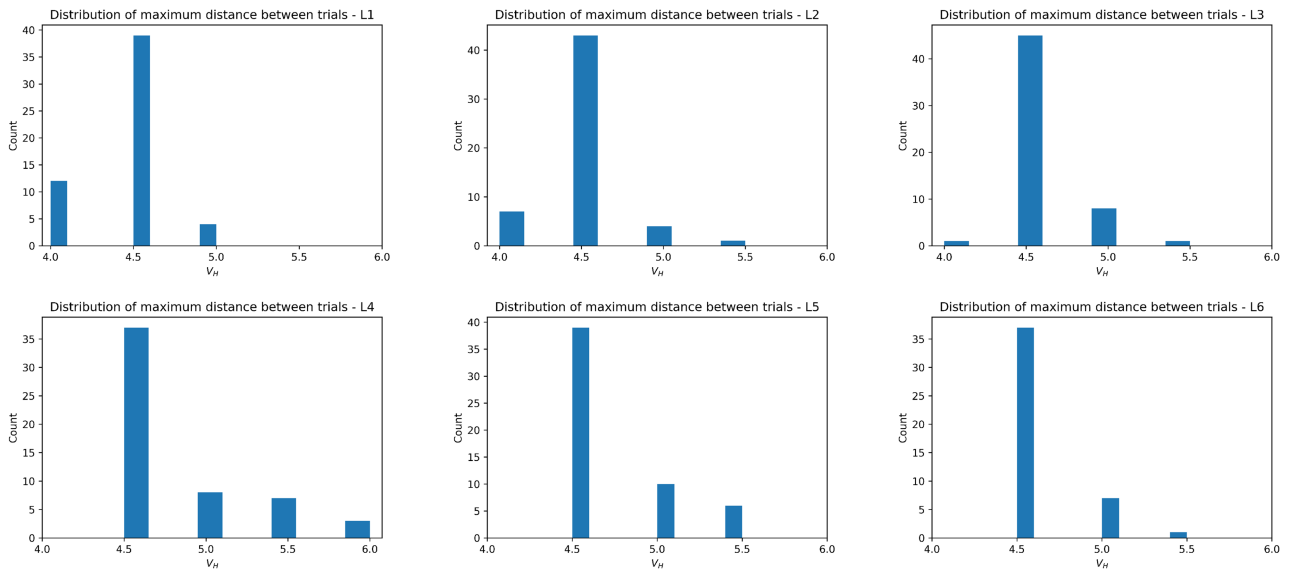 Distribution of maximum distance between trials - L1
Count
40
35
30
25
20
15
10
5
0
4.0 4.5 5.0 5.5 6.0
V_H
Distribution of maximum distance between trials - L2
Count
40
30
20
10
0
4.0 4.5 5.0 5.5 6.0
V_H
Distribution of maximum distance between trials - L3
Count
40
30
20
10
0
4.0 4.5 5.0 5.5 6.0
V_H
Distribution of maximum distance between trials - L4
Count
35
30
25
20
15
10
5
0
4.0 4.5 5.0 5.5 6.0
V_H
Distribution of maximum distance between trials - L5
Count
40
35
30
25
20
15
10
5
0
4.0 4.5 5.0 5.5 6.0
V_H
Distribution of maximum distance between trials - L6
Count
35
30
25
20
15
10
5
0
4.0 4.5 5.0 5.5 6.0
V_H